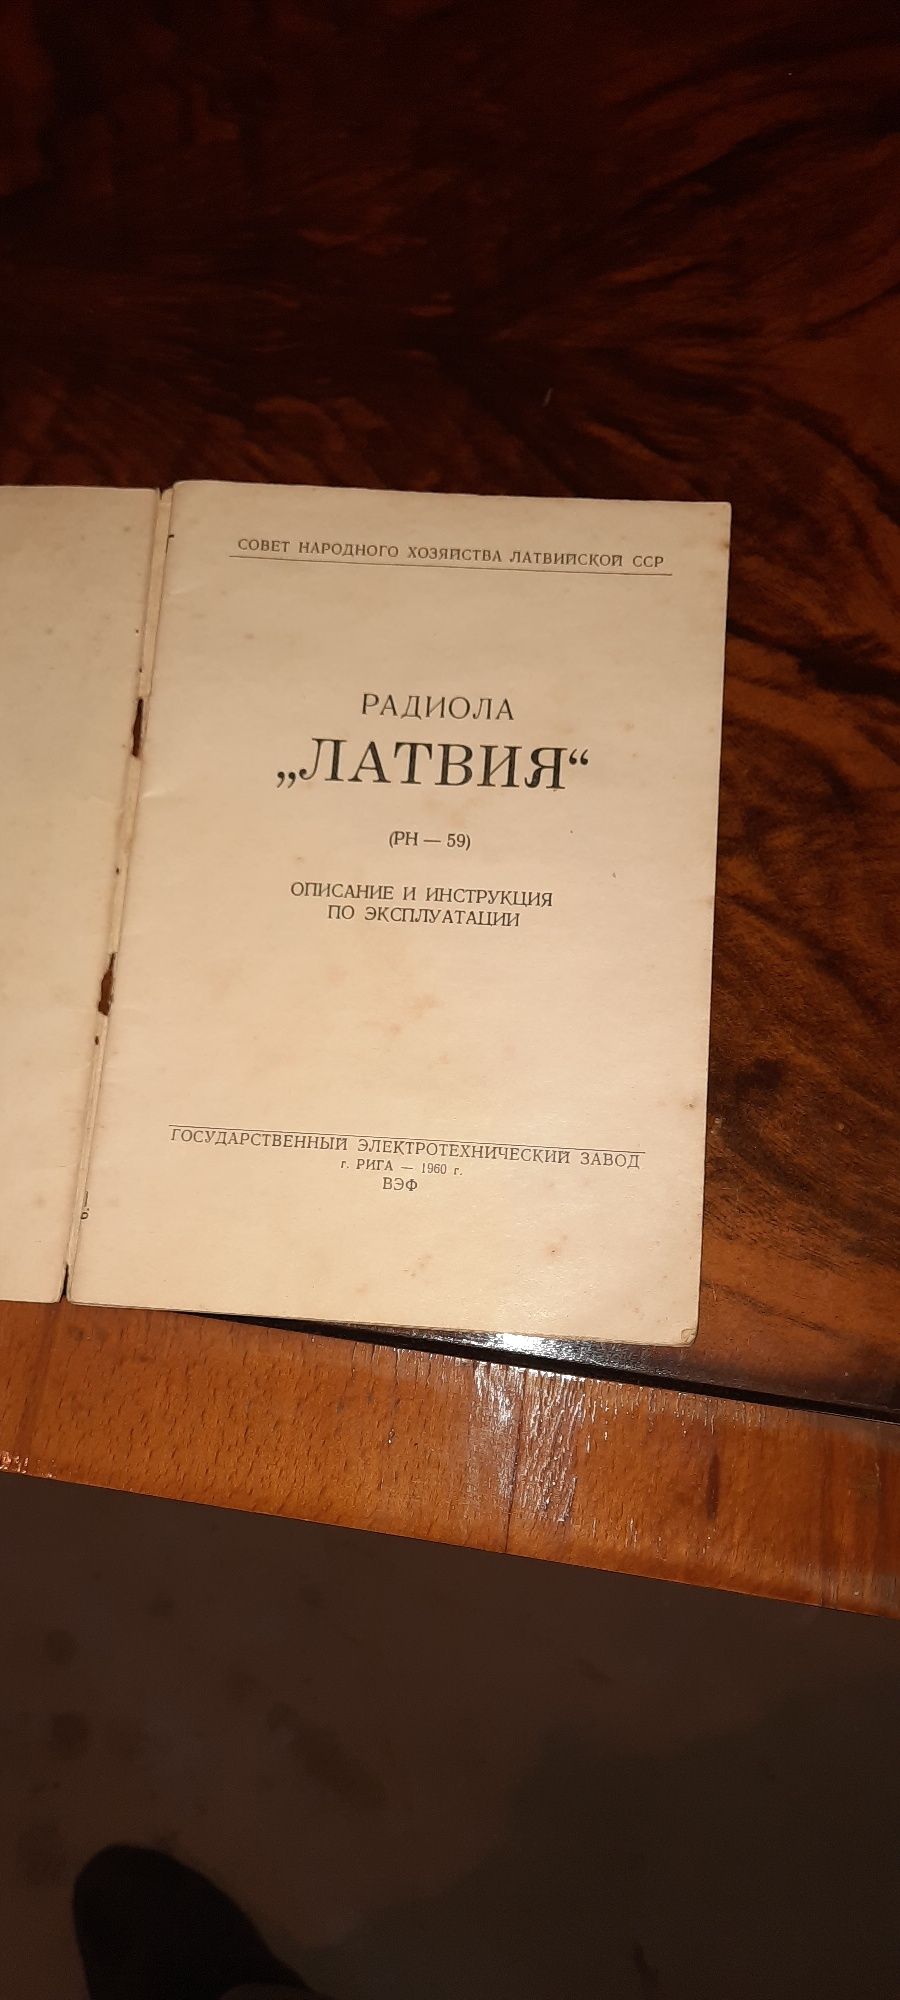 СОВЕТ НАРОДНОГО ХОЗЯЙСТВА ЛАТВИЙСКОЙ ССР
РАДИОЛА
„ЛАТВИЯ“
(РН — 59)
ОПИСАНИЕ И ИНСТРУКЦИЯ
ПО ЭКСПЛУАТАЦИИ
ГОСУДАРСТВЕННЫЙ ЭЛЕКТРОТЕХНИЧЕСКИЙ ЗАВОД
г. РИГА — 1960 г.
ВЭФ